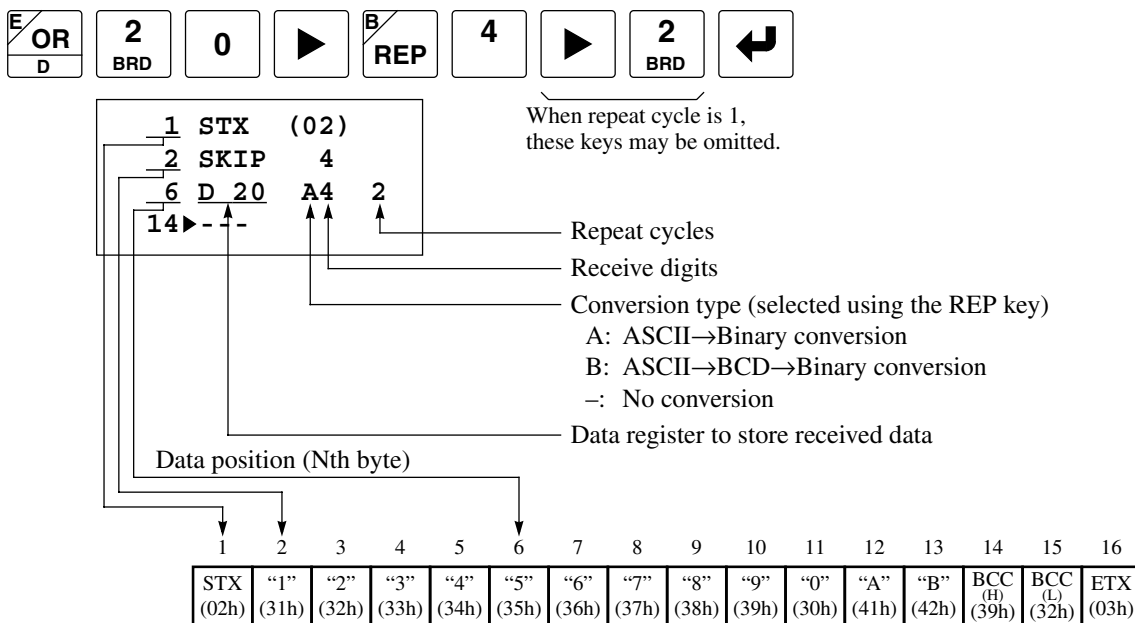 E OR D 2 BRD 0 ▶ B REP 4 ▶ 2 BRD ↵
When repeat cycle is 1,
these keys may be omitted.
1 STX (02)
2 SKIP 4
6 D 20 A4 2
14▶---
Repeat cycles
Receive digits
Conversion type (selected using the REP key)
A: ASCII→Binary conversion
B: ASCII→BCD→Binary conversion
–: No conversion
Data register to store received data
Data position (Nth byte)
1 2 3 4 5 6 7 8 9 10 11 12 13 14 15 16
STX “1” “2” “3” “4” “5” “6” “7” “8” “9” “0” “A” “B” BCC (H) BCC (L) ETX
(02h) (31h) (32h) (33h) (34h) (35h) (36h) (37h) (38h) (39h) (30h) (41h) (42h) (39h) (32h) (03h)